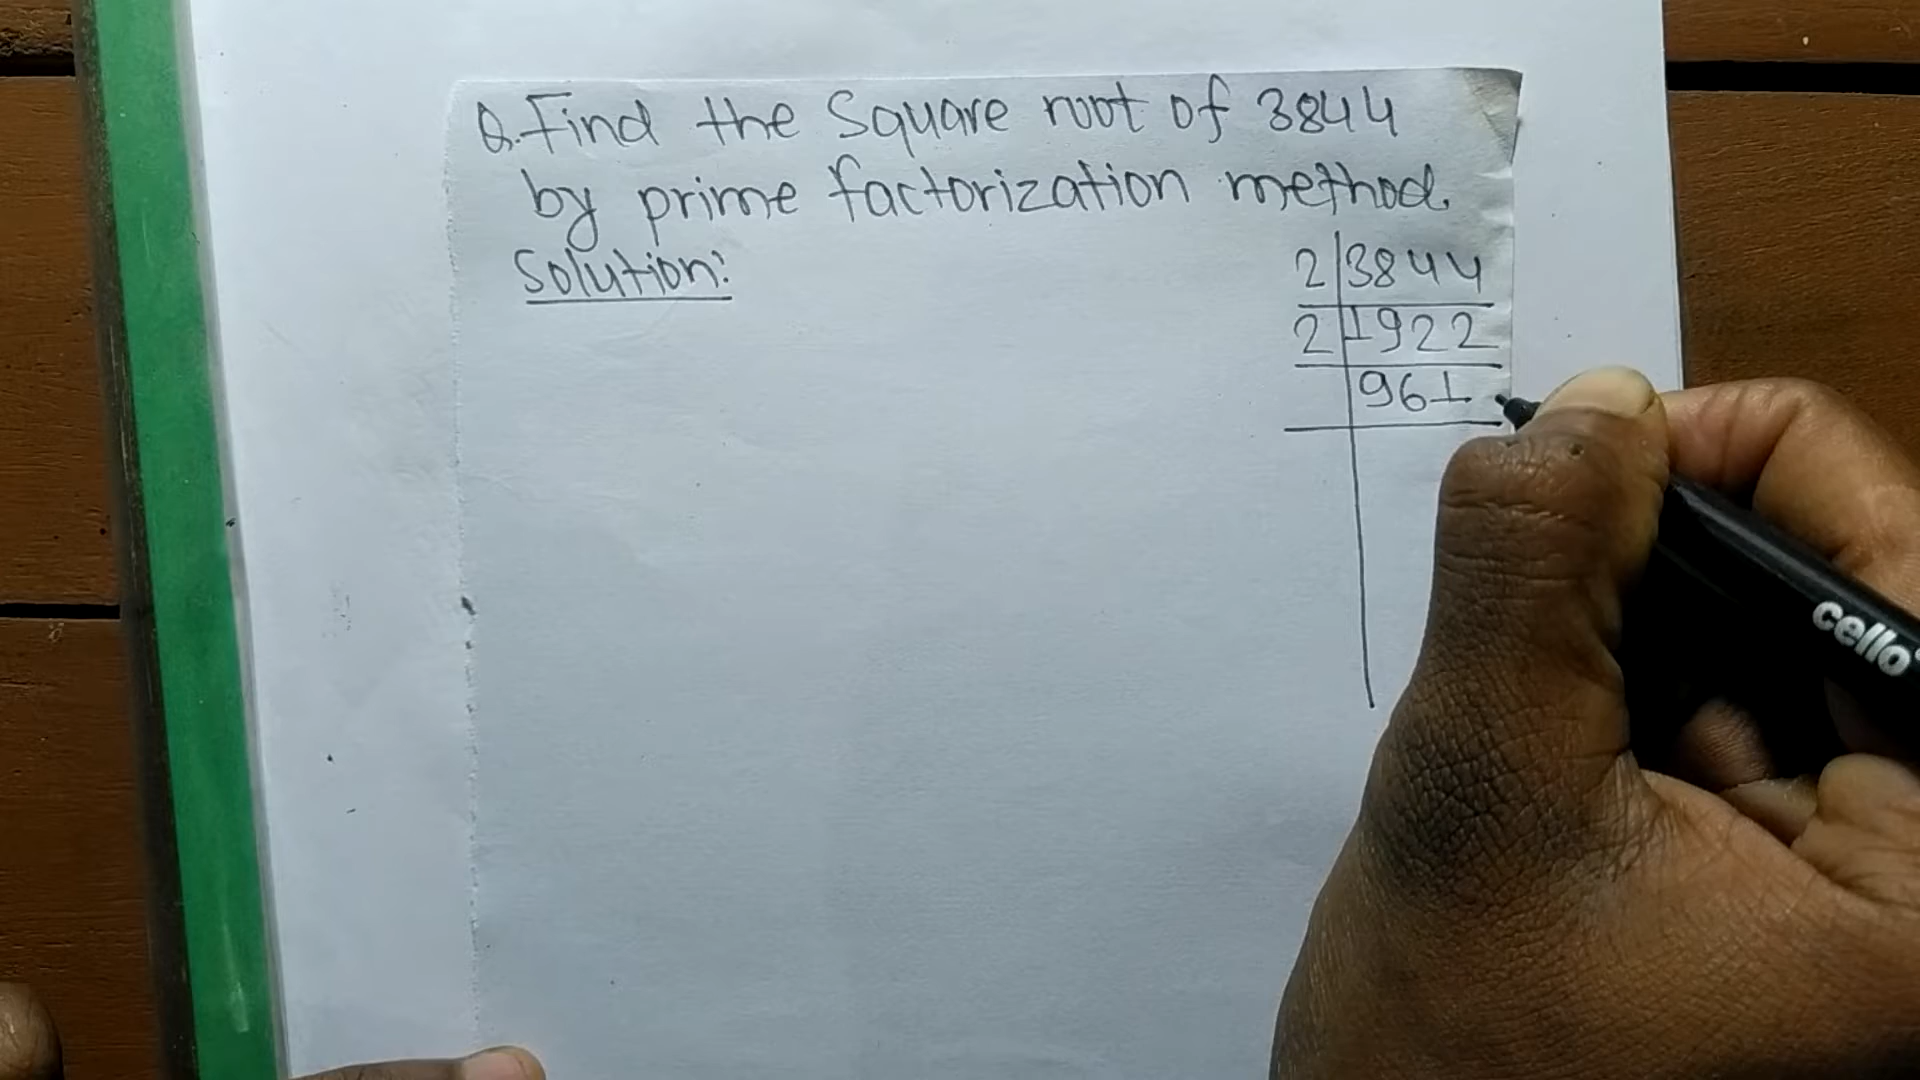 Q. Find the Square root of 3844
by prime factorization method.
Solution:
2 3844
2 1922
961
cello